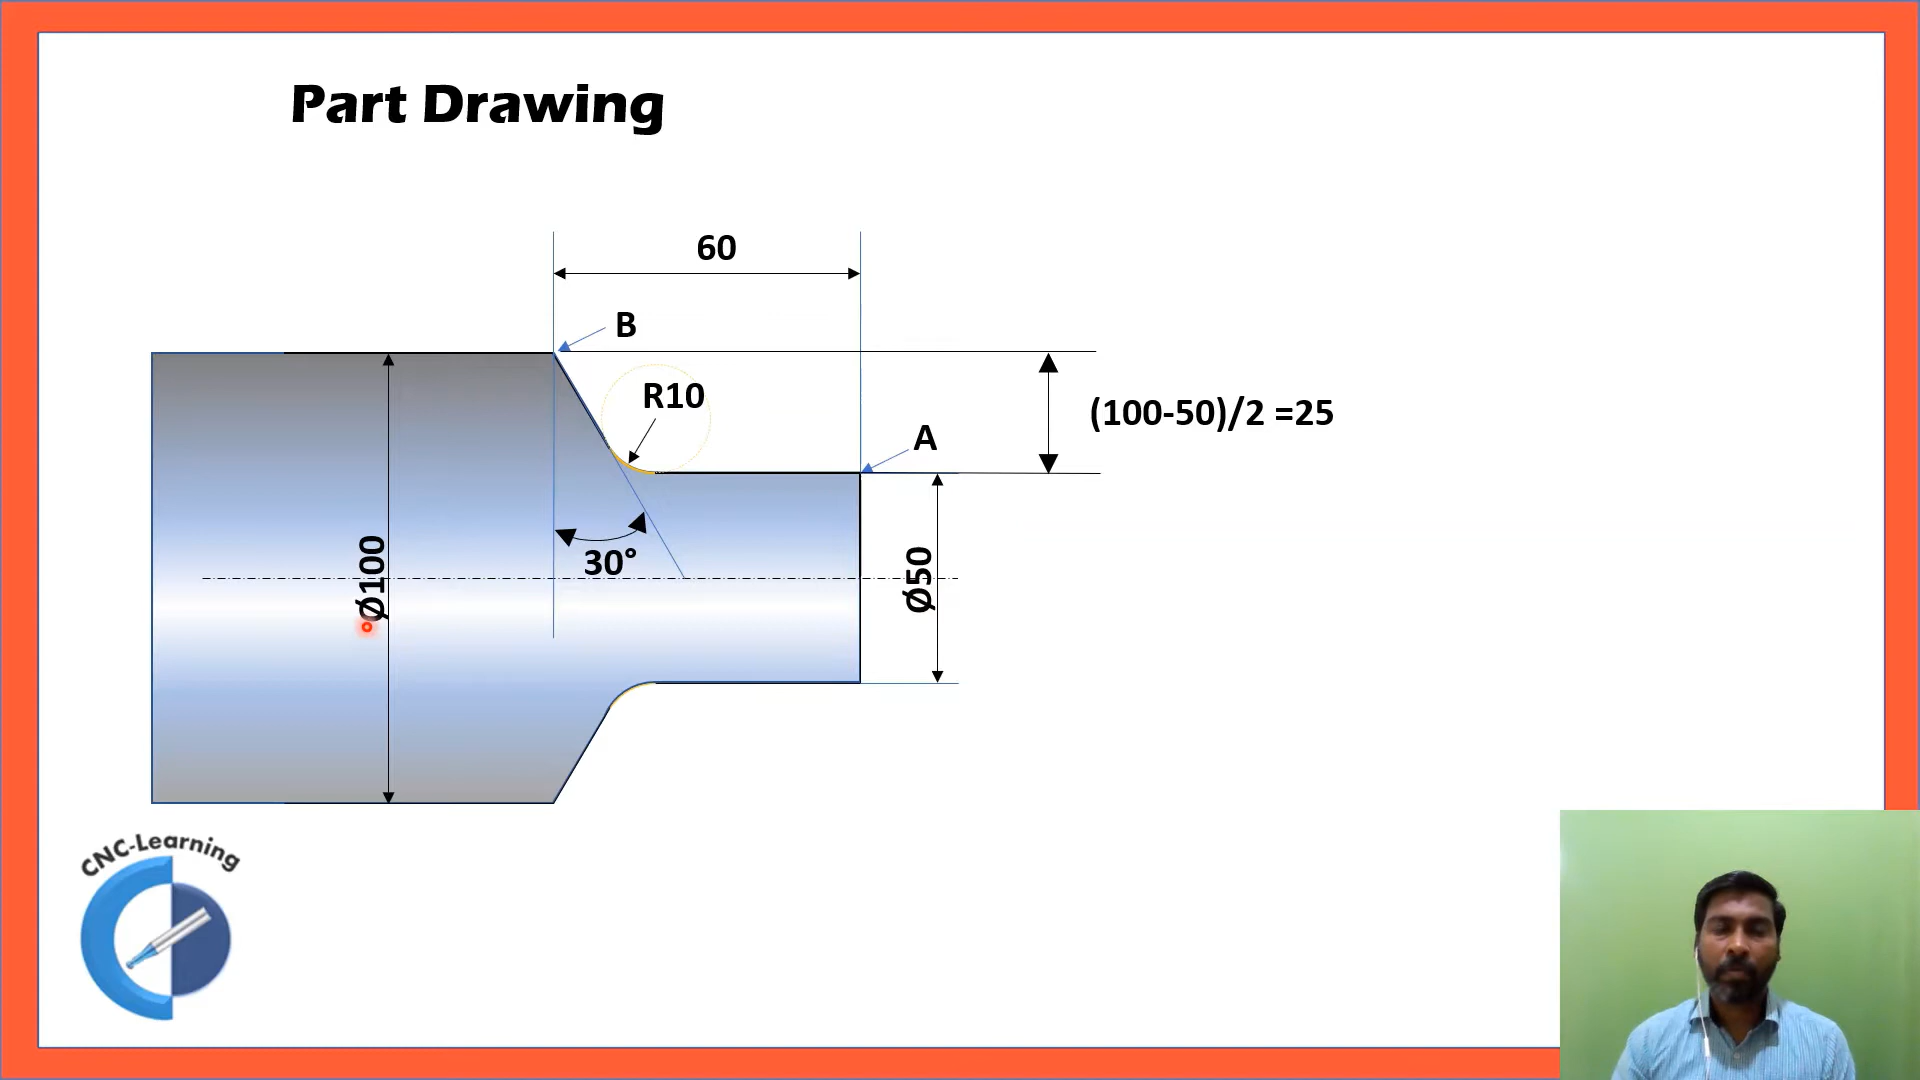 Part Drawing
60
B
R10
(100-50)/2 =25
A
30°
Ø100
Ø50
CNC-Learning